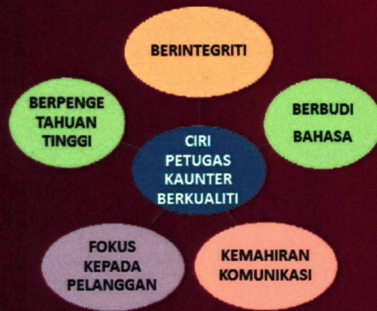 BERINTEGRITI
BERPENGE
TAHUAN
TINGGI
BERBUDI
BAHASA
CIRI
PETUGAS
KAUNTER
BERKUALITI
FOKUS
KEPADA
PELANGGAN
KEMAHIRAN
KOMUNIKASI